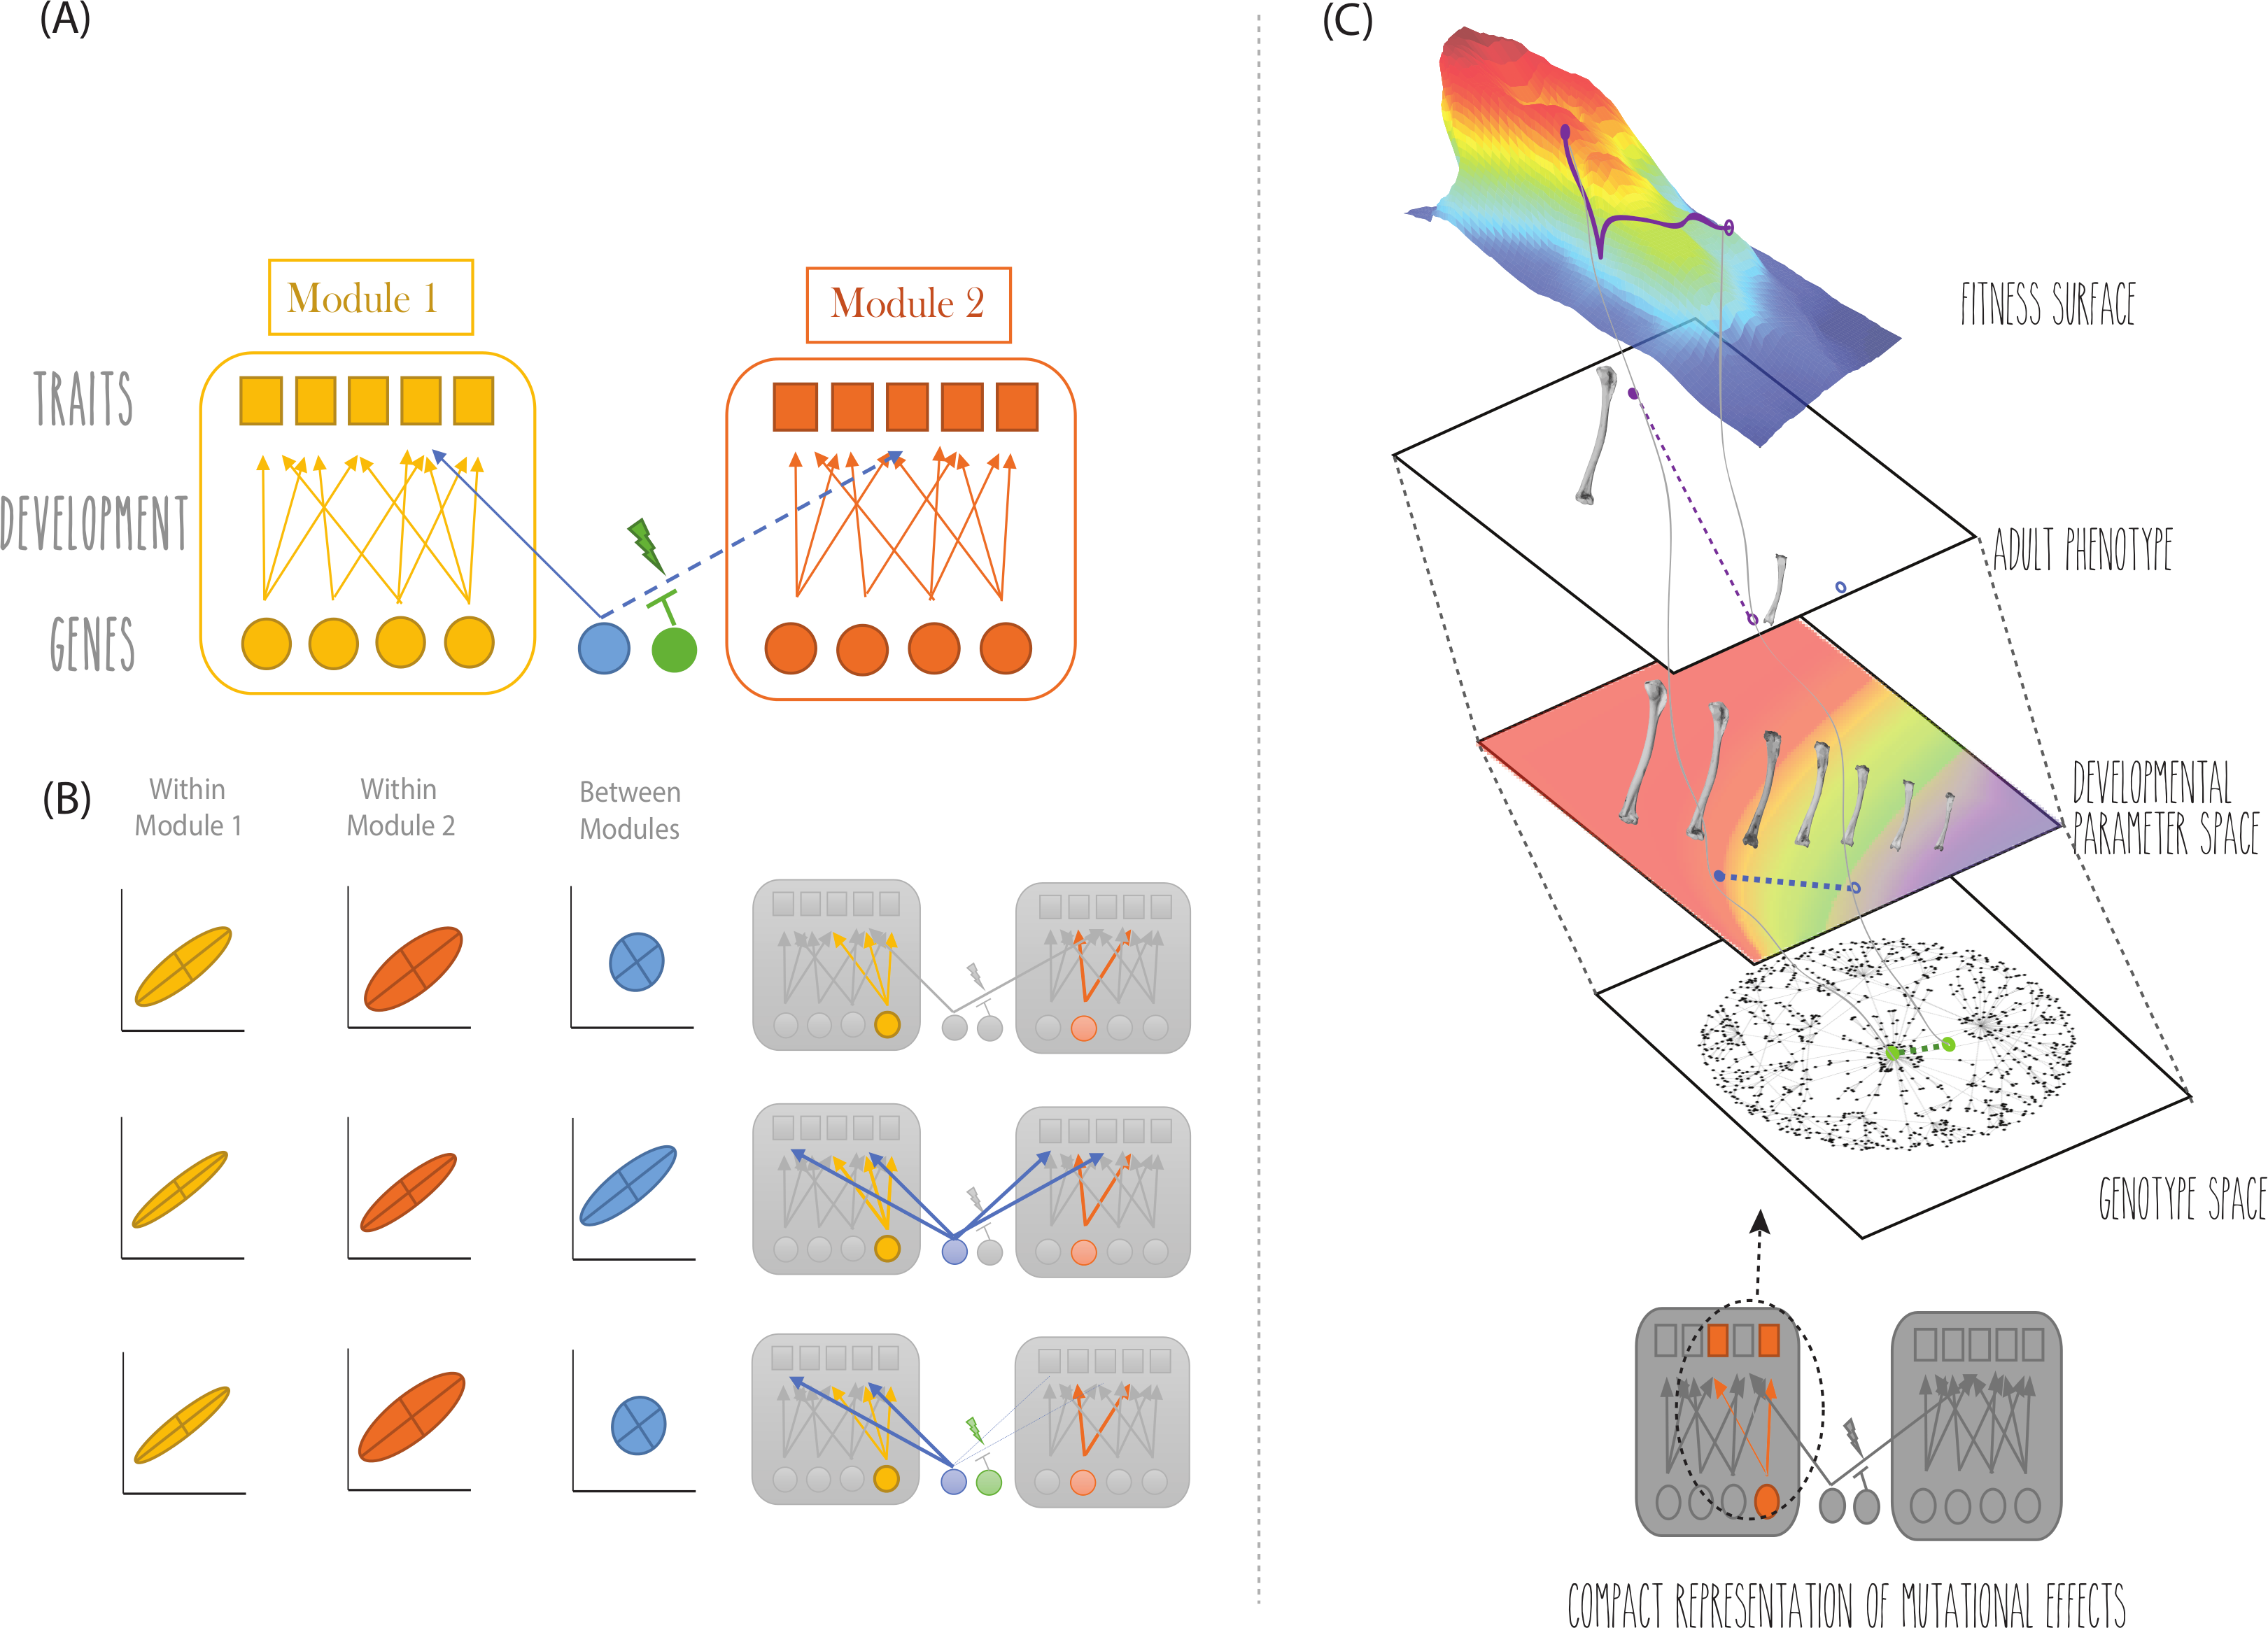 (A)
Module 1
Module 2
TRAITS
DEVELOPMENT
GENES
(B)
Within
Module 1
Within
Module 2
Between
Modules
(C)
FITNESS SURFACE
ADULT PHENOTYPE
DEVELOPMENTAL
PARAMETER SPACE
GENOTYPE SPACE
COMPACT REPRESENTATION OF MUTATIONAL EFFECTS